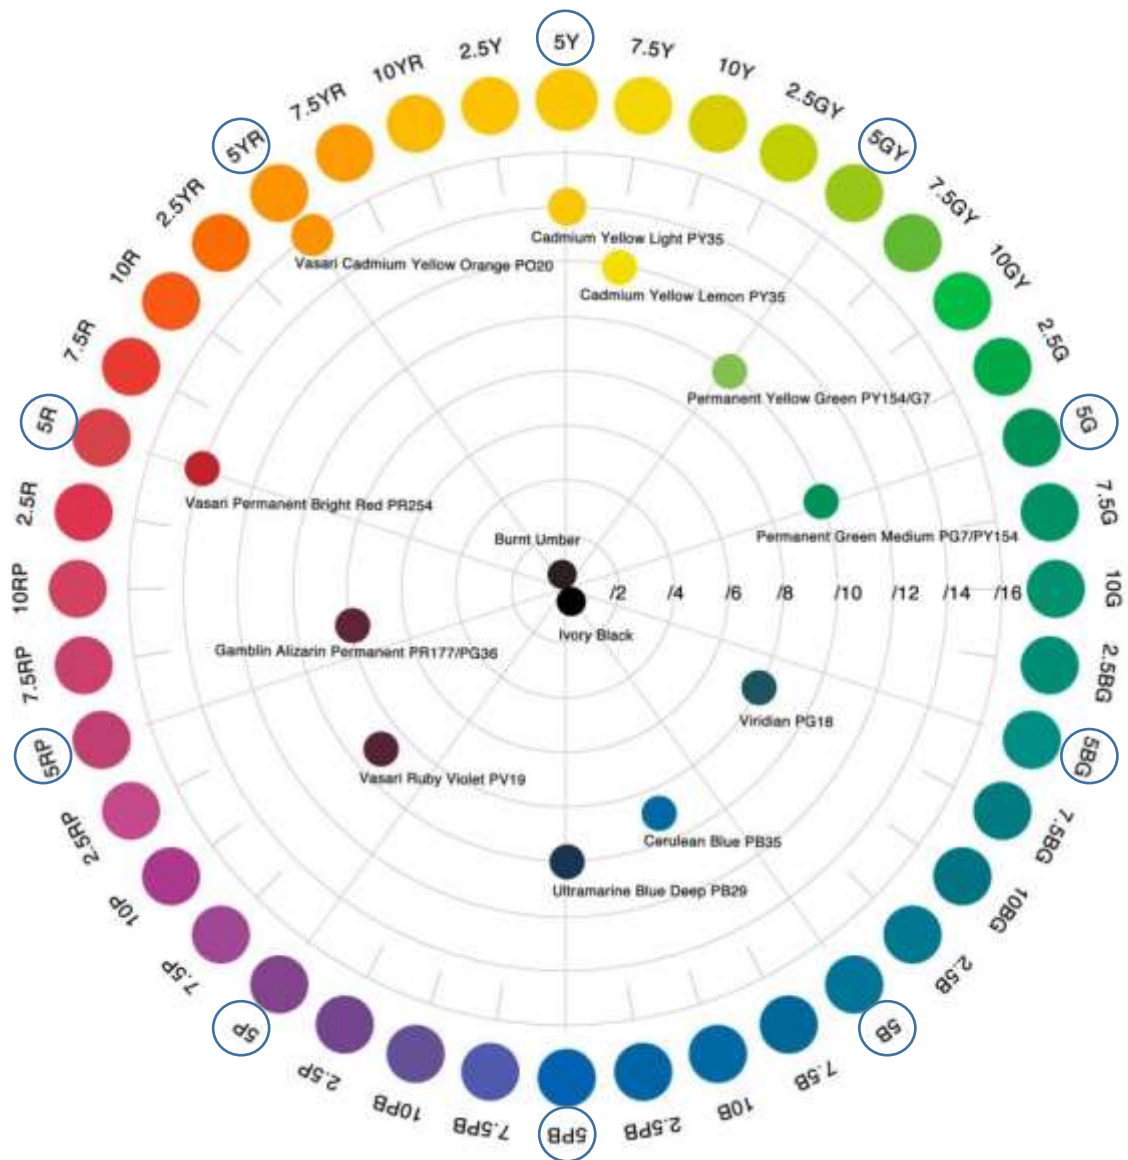 5Y
7.5Y
10Y
2.5GY
5GY
7.5GY
10GY
2.5G
5G
7.5G
10G
2.5BG
5BG
7.5BG
10BG
2.5B
5B
7.5B
10B
2.5PB
5PB
7.5PB
10PB
2.5P
5P
7.5P
10P
2.5RP
5RP
7.5RP
10RP
2.5R
5R
7.5R
10R
2.5YR
5YR
7.5YR
10YR
2.5Y
Cadmium Yellow Light PY35
Vasari Cadmium Yellow Orange PO20
Cadmium Yellow Lemon PY35
Permanent Yellow Green PY154/G7
Vasari Permanent Bright Red PR254
Permanent Green Medium PG7/PY154
Burnt Umber
/2 /4 /6 /8 /10 /12 /14 /16
Ivory Black
Gamblin Alizarin Permanent PR177/PG36
Viridian PG18
Vasari Ruby Violet PV19
Cerulean Blue PB35
Ultramarine Blue Deep PB29